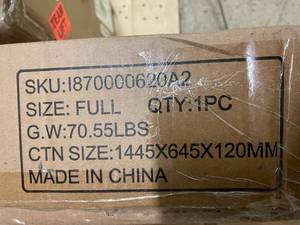 SKU:I870000620A2
SIZE: FULL QTY:1PC
G.W:70.55LBS
CTN SIZE:1445X645X120MM
MADE IN CHINA